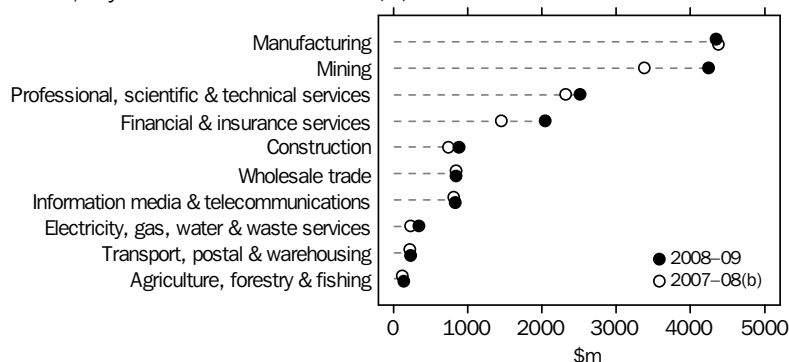 Manufacturing
Mining
Professional, scientific & technical services
Financial & insurance services
Construction
Wholesale trade
Information media & telecommunications
Electricity, gas, water & waste services
Transport, postal & warehousing
Agriculture, forestry & fishing
2008–09
2007–08(b)
0 1000 2000 3000 4000 5000
$m